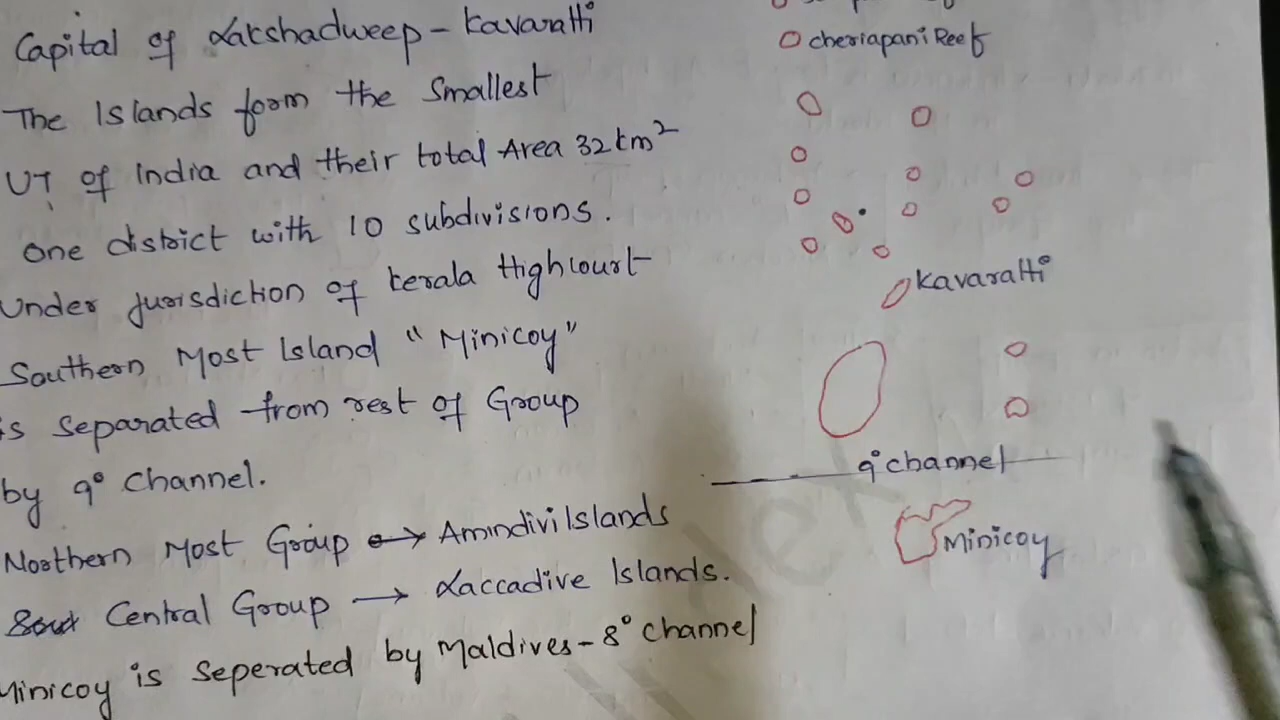 Capital of Lakshadweep - Kavaratti
The Islands form the Smallest
UT of India and their total Area 32 km²
One district with 10 subdivisions.
Under jurisdiction of Kerala High court
Southern Most Island "Minicoy"
is separated from rest of Group
by 9° Channel.
Northern Most Group → Amindivi Islands
Central Group → Laccadive Islands.
Minicoy is seperated by Maldives - 8° Channel
cheriapani Reef
Kavaratti
9° channel
Minicoy